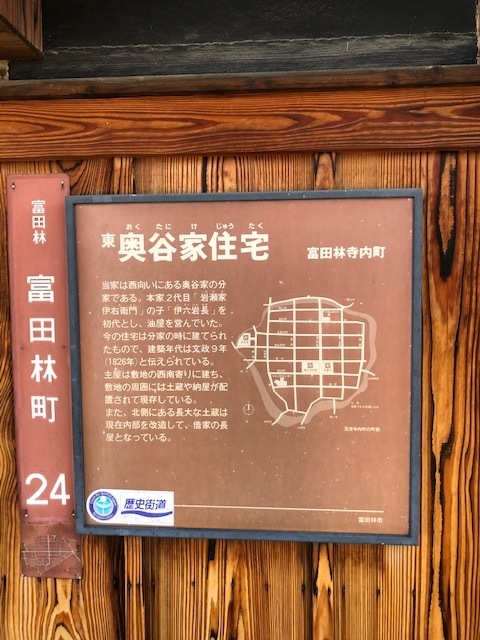 富田林
富田林町
24
おく たに け じゅう たく
東 奥谷家住宅
富田林寺内町
当家は西向いにある奥谷家の分
家である。本家2代目「岩瀬家
伊右衛門」の子「伊六岩長」を
初代とし、油屋を営んでいた。
今の住宅は分家の時に建てられ
たもので、建築年代は文政9年
(1826年)と伝えられている。
主屋は敷地の西南寄りに建ち、
敷地の周囲には土蔵や納屋が配
置されて現存している。
また、北側にある長大な土蔵は
現在内部を改造して、借家の長
屋となっている。
歴史街道
富田林市